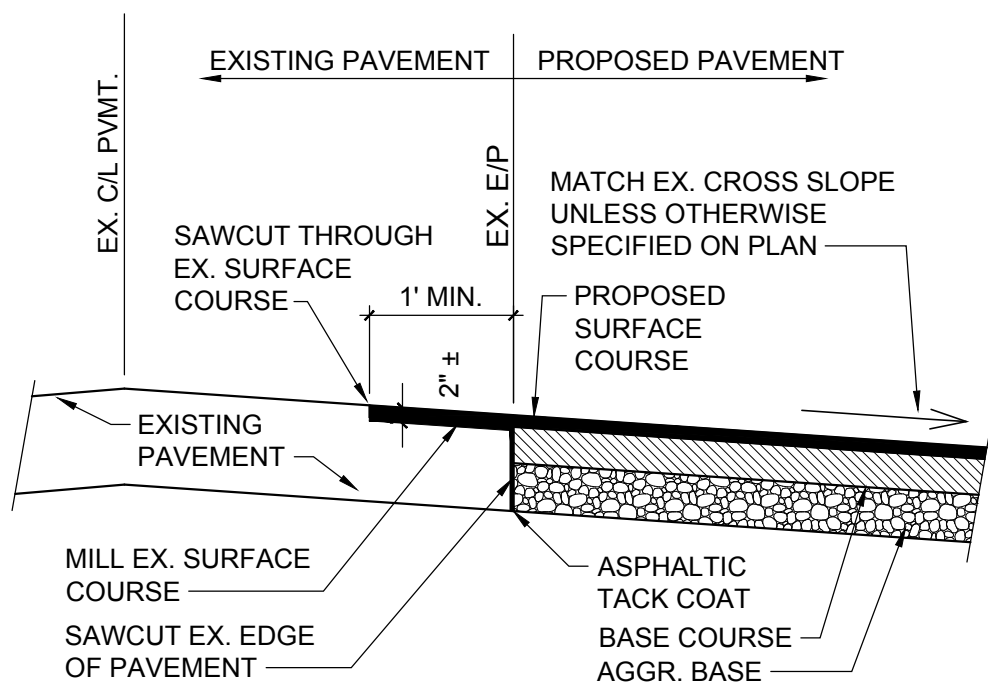 EXISTING PAVEMENT
PROPOSED PAVEMENT
EX. C/L PVMT.
EX. E/P
MATCH EX. CROSS SLOPE
UNLESS OTHERWISE
SPECIFIED ON PLAN
SAWCUT THROUGH
EX. SURFACE
COURSE
1' MIN.
2" ±
PROPOSED
SURFACE
COURSE
EXISTING
PAVEMENT
MILL EX. SURFACE
COURSE
SAWCUT EX. EDGE
OF PAVEMENT
ASPHALTIC
TACK COAT
BASE COURSE
AGGR. BASE